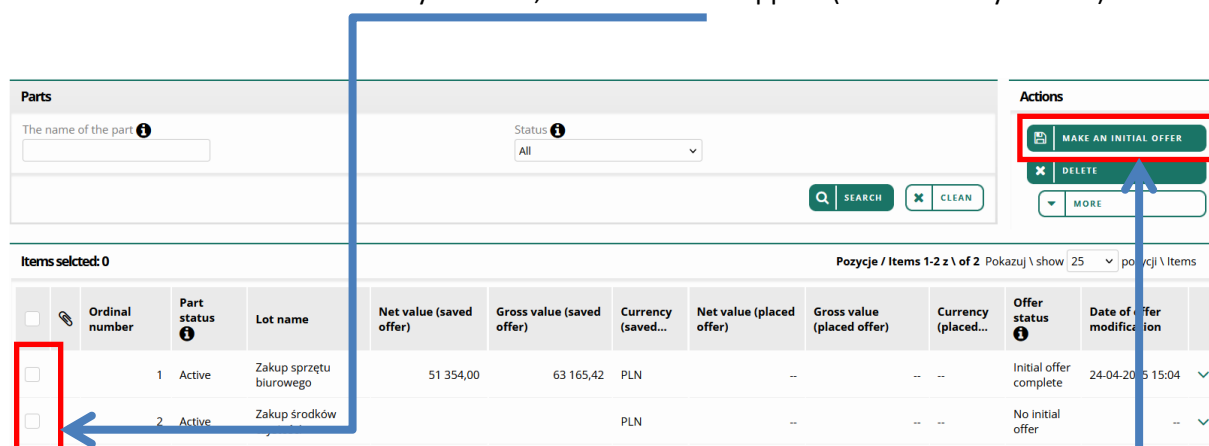 Parts
Actions
The name of the part
Status
All
MAKE AN INITIAL OFFER
DELETE
MORE
SEARCH
CLEAN
Items selcted: 0
Pozycje / Items 1-2 z \ of 2 Pokazuj \ show 25 pozycji \ Items
Ordinal number
Part status
Lot name
Net value (saved offer)
Gross value (saved offer)
Currency (saved...
Net value (placed offer)
Gross value (placed offer)
Currency (placed...
Offer status
Date of offer modification
1 Active Zakup sprzętu biurowego 51 354,00 63 165,42 PLN -- -- -- Initial offer complete 24-04-2025 15:04
2 Active Zakup środków PLN -- -- -- No initial offer --